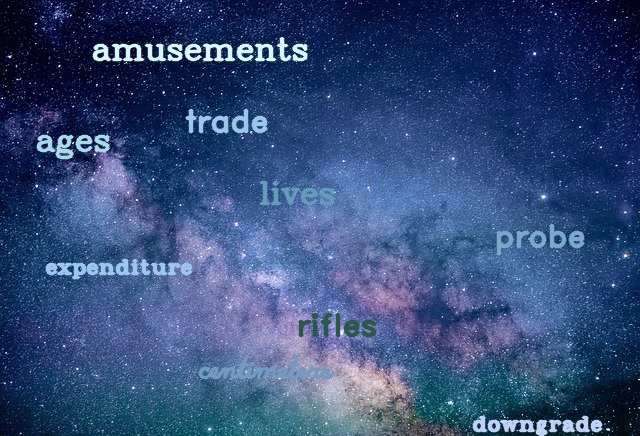 amusements
trade
ages
lives
probe
expenditure
rifles
centimeters
downgrade